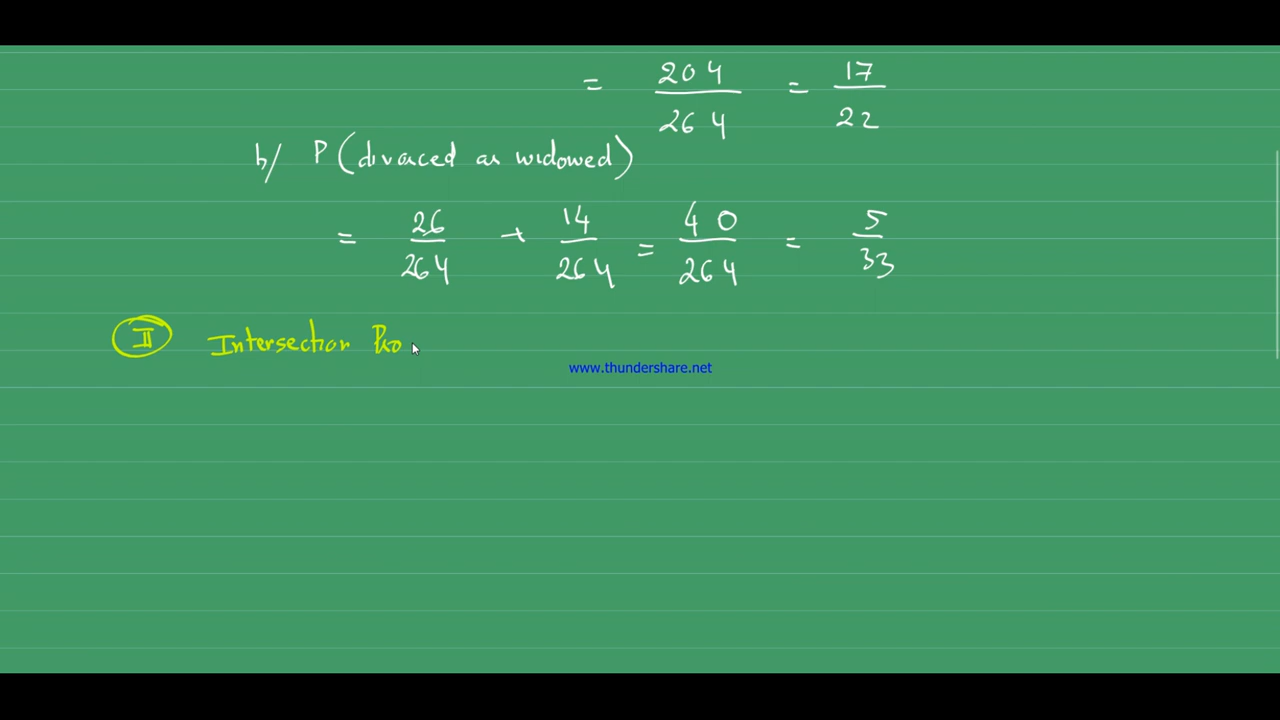 = 204/264 = 17/22
b/ P (divorced or widowed)
= 26/264 + 14/264 = 40/264 = 5/33
II Intersection Pro
www.thundershare.net